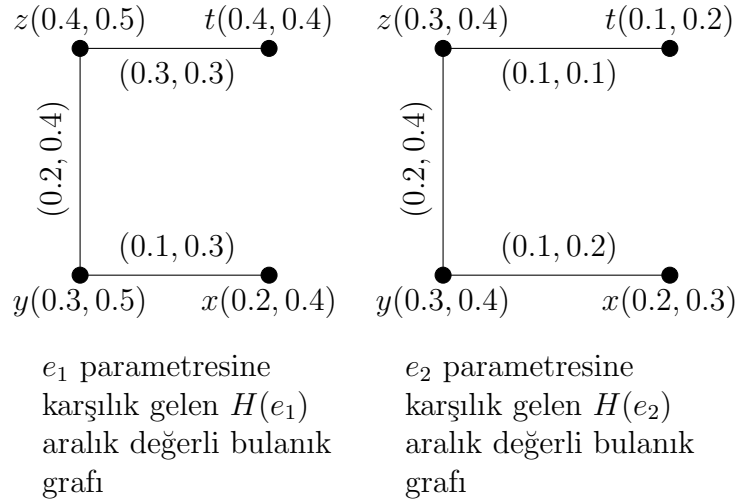 z(0.4, 0.5) t(0.4, 0.4)
(0.3, 0.3)
(0.2, 0.4)
(0.1, 0.3)
y(0.3, 0.5) x(0.2, 0.4)
e₁ parametresine
karşılık gelen H(e₁)
aralık değerli bulanık
grafı
z(0.3, 0.4) t(0.1, 0.2)
(0.1, 0.1)
(0.2, 0.4)
(0.1, 0.2)
y(0.3, 0.4) x(0.2, 0.3)
e₂ parametresine
karşılık gelen H(e₂)
aralık değerli bulanık
grafı